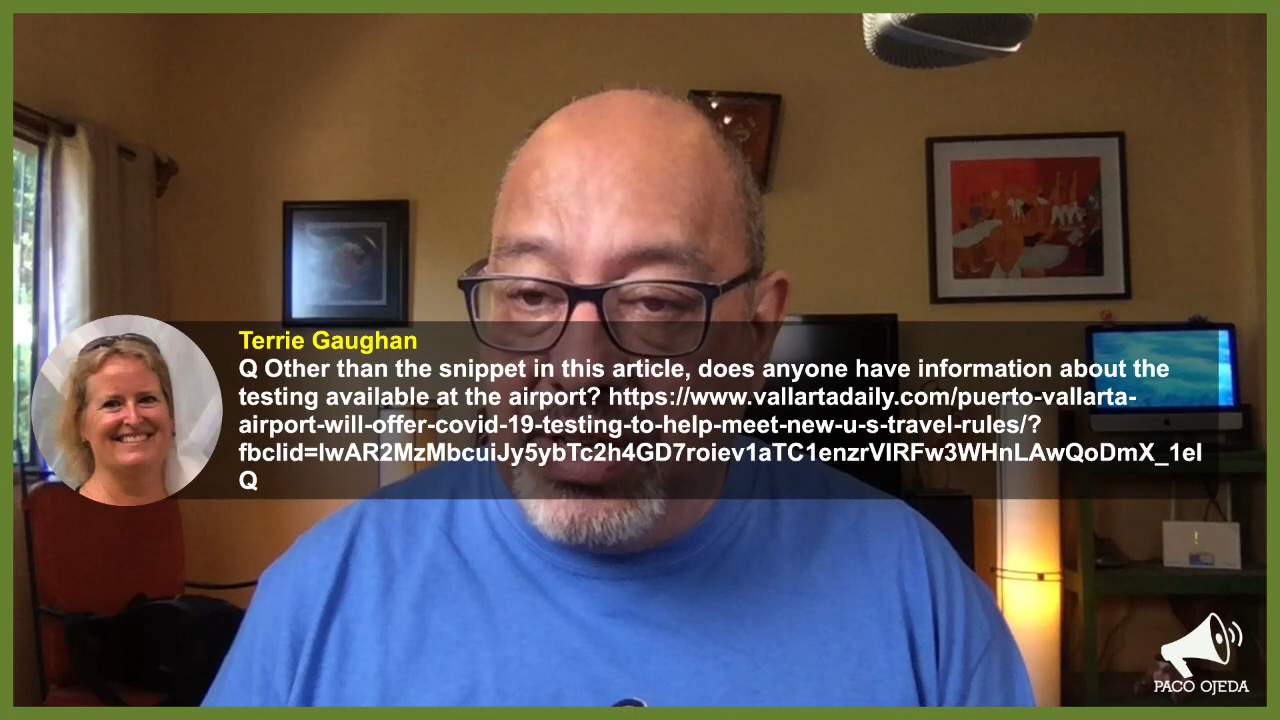 Terrie Gaughan
Q Other than the snippet in this article, does anyone have information about the
testing available at the airport? https://www.vallartadaily.com/puerto-vallarta-
airport-will-offer-covid-19-testing-to-help-meet-new-u-s-travel-rules/?
fbclid=IwAR2MzMbcuiJy5ybTc2h4GD7roiev1aTC1enzrVIRFw3WHnLAwQoDmX_1eI
Q
PACO OJEDA